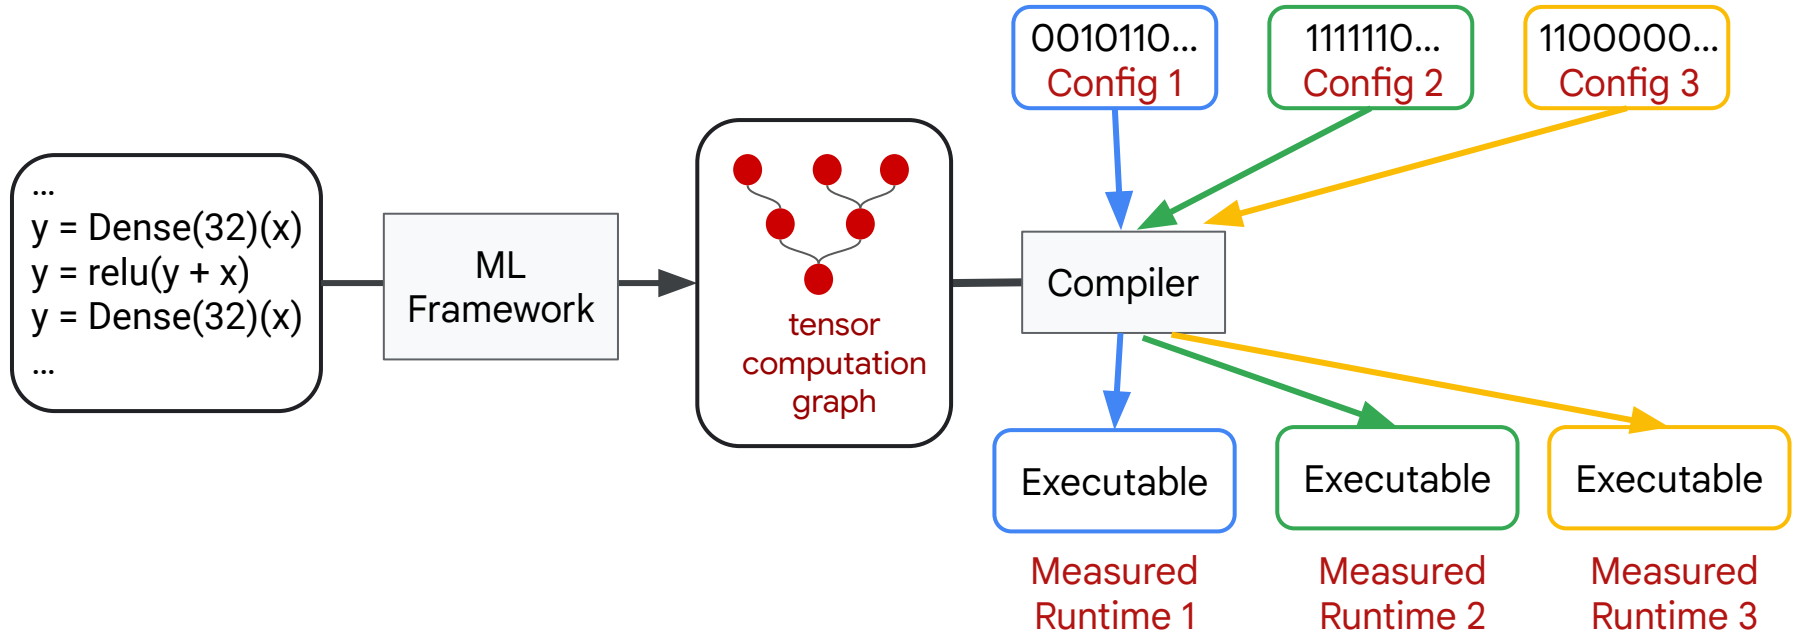 ...
y = Dense(32)(x)
y = relu(y + x)
y = Dense(32)(x)
...
ML
Framework
tensor
computation
graph
0010110...
Config 1
1111110...
Config 2
1100000...
Config 3
Compiler
Executable
Executable
Executable
Measured
Runtime 1
Measured
Runtime 2
Measured
Runtime 3